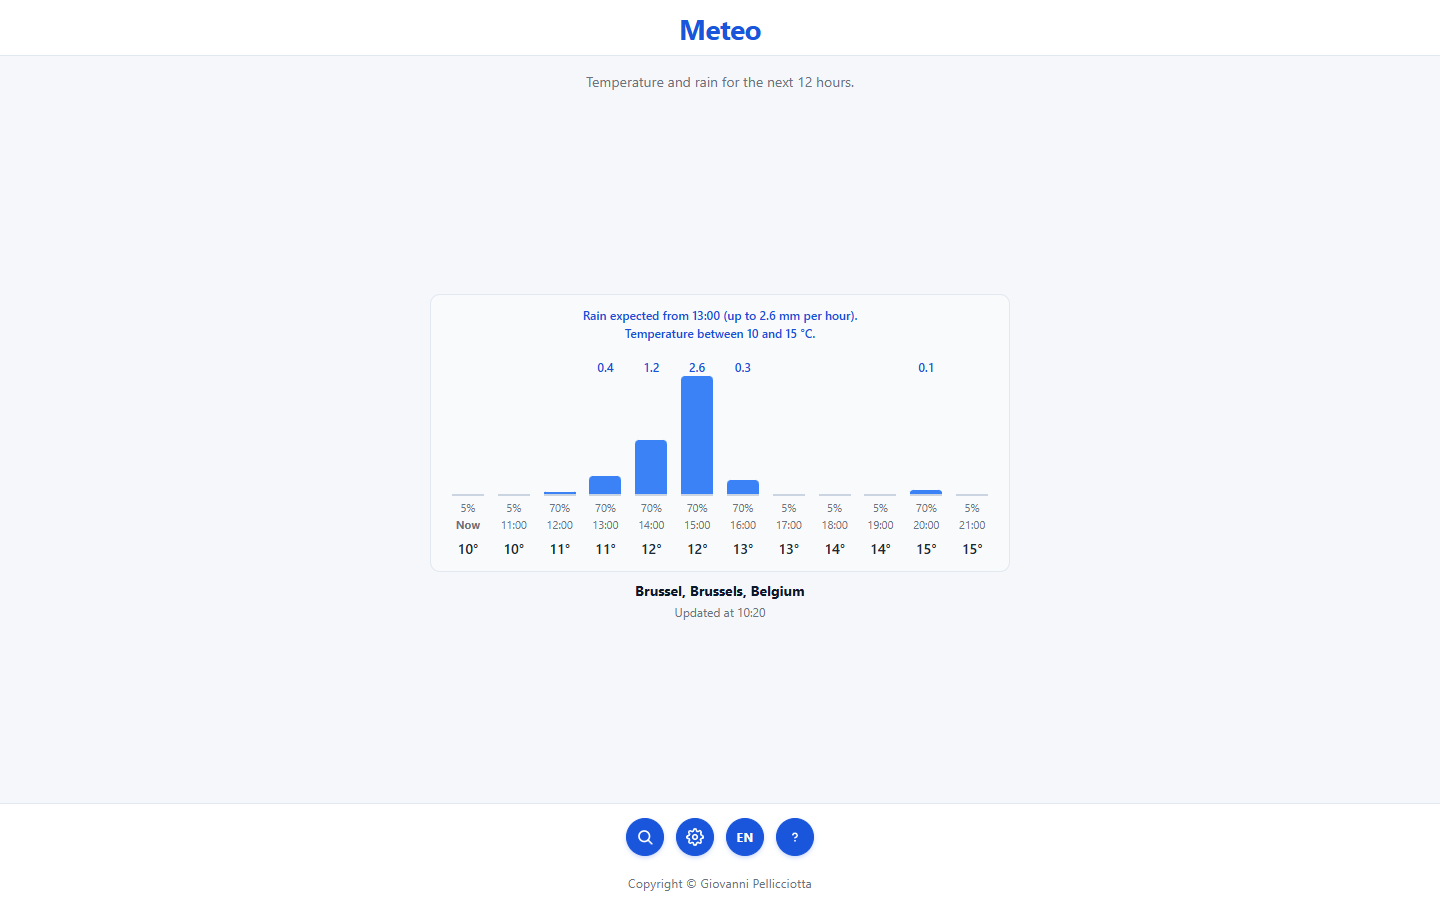 Meteo
Temperature and rain for the next 12 hours.
Rain expected from 13:00 (up to 2.6 mm per hour).
Temperature between 10 and 15 °C.
0.4 1.2 2.6 0.3 0.1
5% 5% 70% 70% 70% 70% 70% 5% 5% 5% 70% 5%
Now 11:00 12:00 13:00 14:00 15:00 16:00 17:00 18:00 19:00 20:00 21:00
10° 10° 11° 11° 12° 12° 13° 13° 14° 14° 15° 15°
Brussel, Brussels, Belgium
Updated at 10:20
EN ?
Copyright © Giovanni Pellicciotta